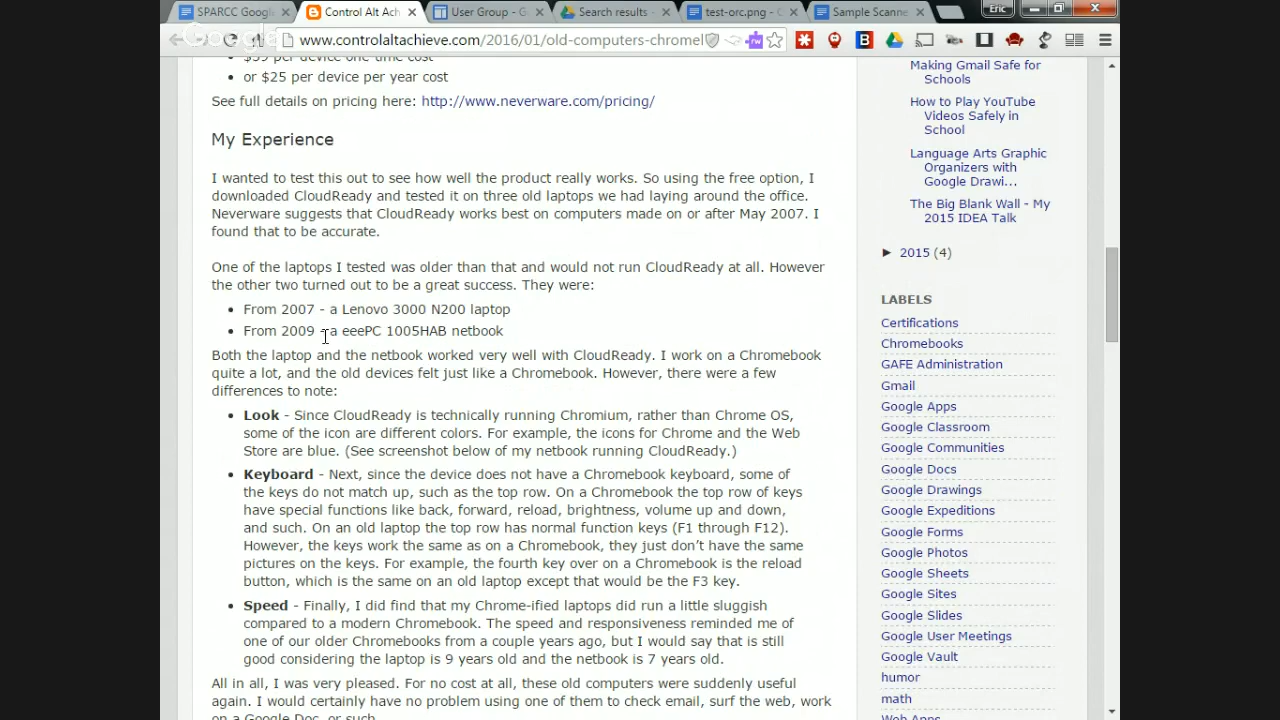 SPARCC Googl
Control Alt Ach
User Group - G
Search results -
test-orc.png - G
Sample Scanne
Eric
Google
www.controlaltachieve.com/2016/01/old-computers-chromel
or $25 per device per year cost
See full details on pricing here: http://www.neverware.com/pricing/
My Experience
I wanted to test this out to see how well the product really works. So using the free option, I
downloaded CloudReady and tested it on three old laptops we had laying around the office.
Neverware suggests that CloudReady works best on computers made on or after May 2007. I
found that to be accurate.
One of the laptops I tested was older than that and would not run CloudReady at all. However
the other two turned out to be a great success. They were:
From 2007 - a Lenovo 3000 N200 laptop
From 2009 - a eeePC 1005HAB netbook
Both the laptop and the netbook worked very well with CloudReady. I work on a Chromebook
quite a lot, and the old devices felt just like a Chromebook. However, there were a few
differences to note:
Look - Since CloudReady is technically running Chromium, rather than Chrome OS,
some of the icon are different colors. For example, the icons for Chrome and the Web
Store are blue. (See screenshot below of my netbook running CloudReady.)
Keyboard - Next, since the device does not have a Chromebook keyboard, some of
the keys do not match up, such as the top row. On a Chromebook the top row of keys
have special functions like back, forward, reload, brightness, volume up and down,
and such. On an old laptop the top row has normal function keys (F1 through F12).
However, the keys work the same as on a Chromebook, they just don't have the same
pictures on the keys. For example, the fourth key over on a Chromebook is the reload
button, which is the same on an old laptop except that would be the F3 key.
Speed - Finally, I did find that my Chrome-ified laptops did run a little sluggish
compared to a modern Chromebook. The speed and responsiveness reminded me of
one of our older Chromebooks from a couple years ago, but I would say that is still
good considering the laptop is 9 years old and the netbook is 7 years old.
All in all, I was very pleased. For no cost at all, these old computers were suddenly useful
again. I would certainly have no problem using one of them to check email, surf the web, work
on a Google Doc, or such.
Making Gmail Safe for
Schools
How to Play YouTube
Videos Safely in
School
Language Arts Graphic
Organizers with
Google Drawi...
The Big Blank Wall - My
2015 IDEA Talk
► 2015 (4)
LABELS
Certifications
Chromebooks
GAFE Administration
Gmail
Google Apps
Google Classroom
Google Communities
Google Docs
Google Drawings
Google Expeditions
Google Forms
Google Photos
Google Sheets
Google Sites
Google Slides
Google User Meetings
Google Vault
humor
math
Web Apps